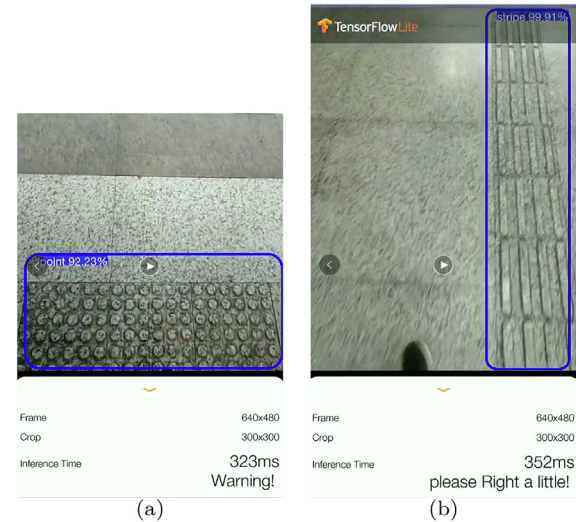 point 92.23%
Frame 640x480
Crop 300x300
Inference Time 323ms
Warning!
(a)
TensorFlow Lite
stripe 99.91%
Frame 640x480
Crop 300x300
Inference Time 352ms
please Right a little!
(b)